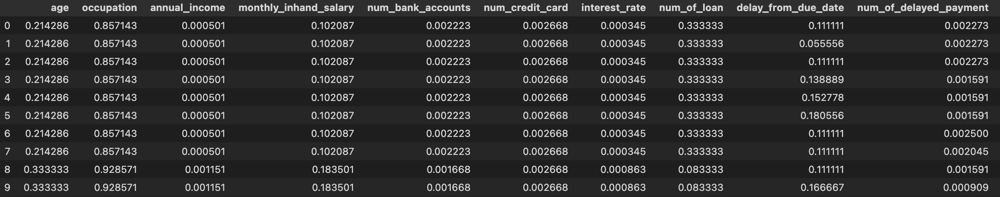 age occupation annual_income monthly_inhand_salary num_bank_accounts num_credit_card interest_rate num_of_loan delay_from_due_date num_of_delayed_payment
0 0.214286 0.857143 0.000501 0.102087 0.002223 0.002668 0.000345 0.333333 0.111111 0.002273
1 0.214286 0.857143 0.000501 0.102087 0.002223 0.002668 0.000345 0.333333 0.055556 0.002273
2 0.214286 0.857143 0.000501 0.102087 0.002223 0.002668 0.000345 0.333333 0.111111 0.002273
3 0.214286 0.857143 0.000501 0.102087 0.002223 0.002668 0.000345 0.333333 0.138889 0.001591
4 0.214286 0.857143 0.000501 0.102087 0.002223 0.002668 0.000345 0.333333 0.152778 0.001591
5 0.214286 0.857143 0.000501 0.102087 0.002223 0.002668 0.000345 0.333333 0.180556 0.001591
6 0.214286 0.857143 0.000501 0.102087 0.002223 0.002668 0.000345 0.333333 0.111111 0.002500
7 0.214286 0.857143 0.000501 0.102087 0.002223 0.002668 0.000345 0.333333 0.111111 0.002045
8 0.333333 0.928571 0.001151 0.183501 0.001668 0.002668 0.000863 0.083333 0.111111 0.001591
9 0.333333 0.928571 0.001151 0.183501 0.001668 0.002668 0.000863 0.083333 0.166667 0.000909